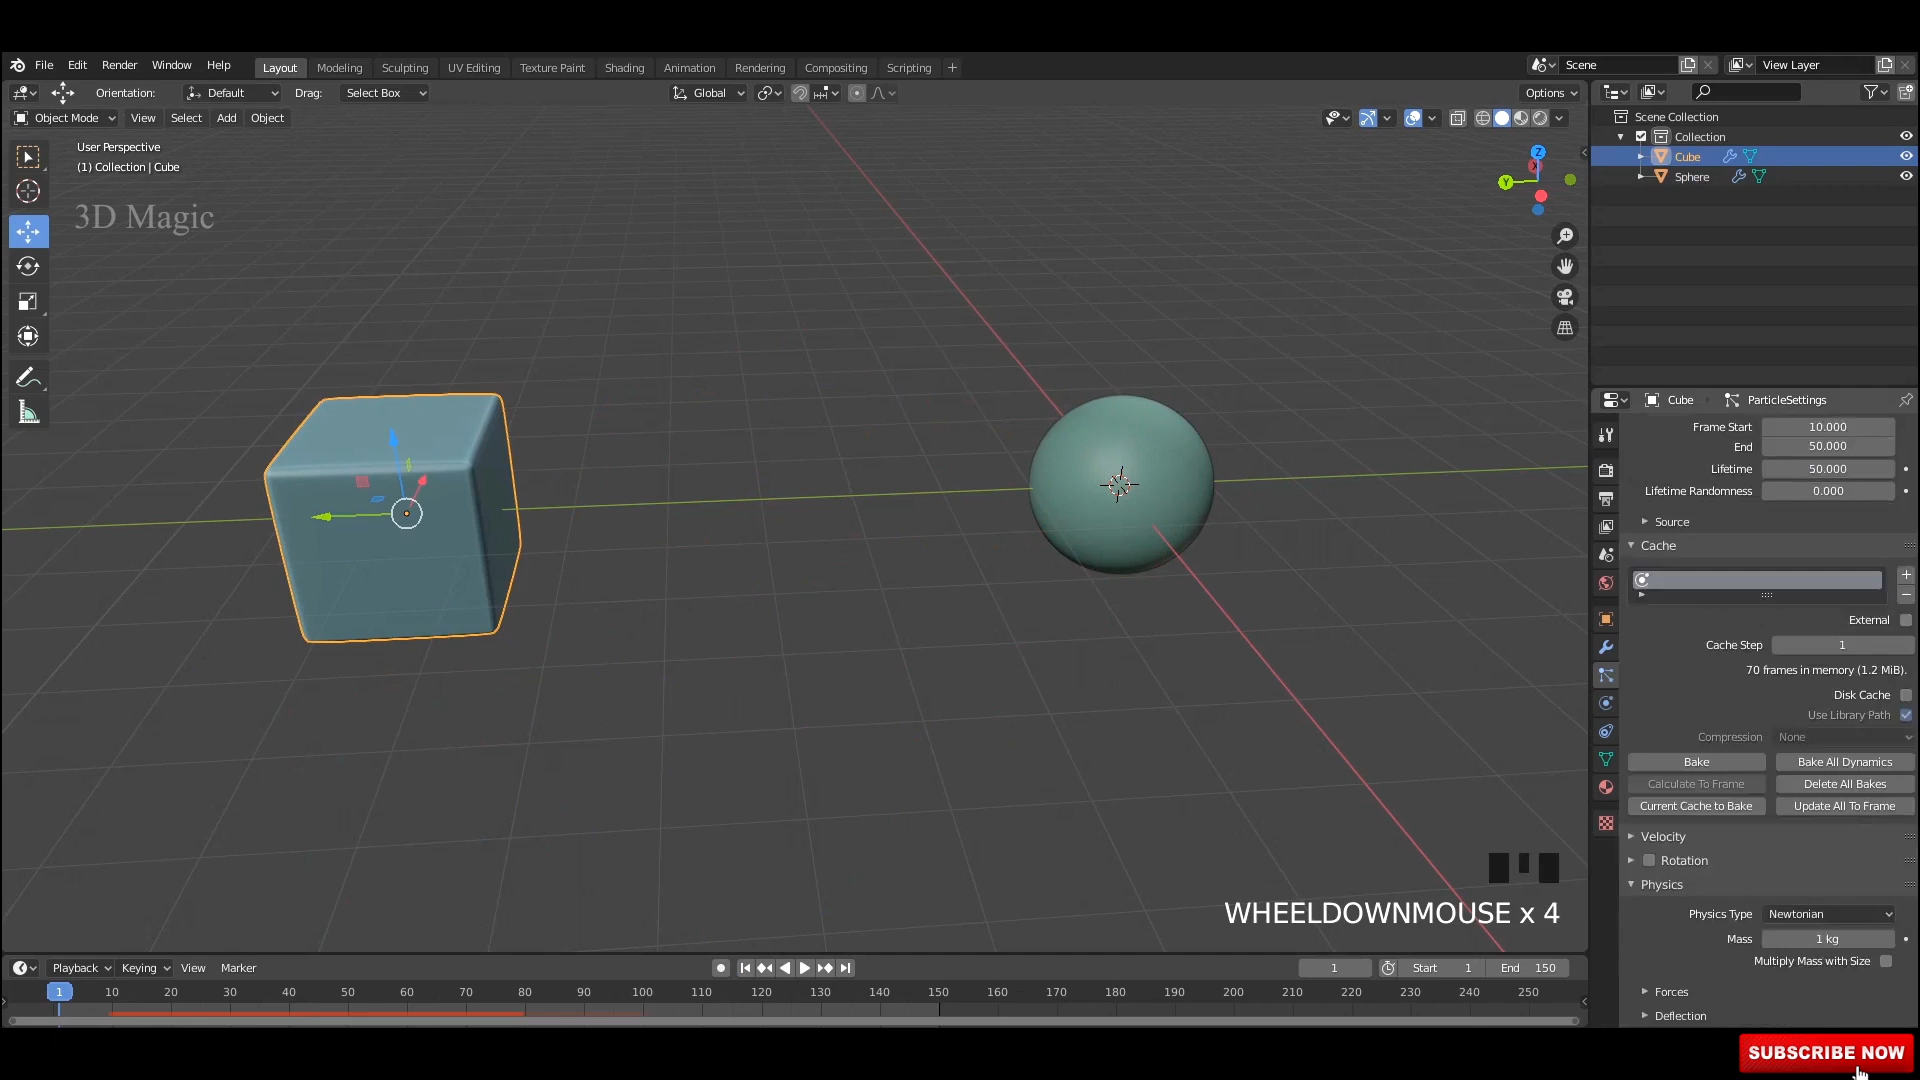 File Edit Render Window Help Layout Modeling Sculpting UV Editing Texture Paint Shading Animation Rendering Compositing Scripting + Scene View Layer
Orientation: Default Drag: Select Box Global Options
Object Mode View Select Add Object
User Perspective
(1) Collection | Cube
3D Magic
Z
X
Y
Scene Collection
Collection
Cube
Sphere
Cube ParticleSettings
Frame Start 10.000
End 50.000
Lifetime 50.000
Lifetime Randomness 0.000
Source
Cache
External
Cache Step 1
70 frames in memory (1.2 MiB).
Disk Cache
Use Library Path
Compression None
Bake Bake All Dynamics
Calculate To Frame Delete All Bakes
Current Cache to Bake Update All To Frame
Velocity
Rotation
Physics
Physics Type Newtonian
Mass 1 kg
Multiply Mass with Size
Forces
Deflection
WHEELDOWNMOUSE x 4
Playback Keying View Marker 1 Start 1 End 150
1 10 20 30 40 50 60 70 80 90 100 110 120 130 140 150 160 170 180 190 200 210 220 230 240 250
SUBSCRIBE NOW